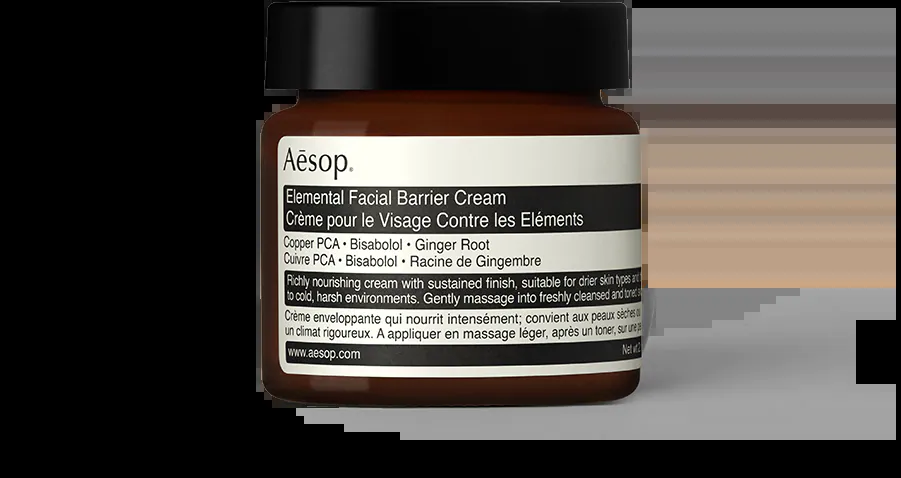 Aēsop®
Elemental Facial Barrier Cream
Crème pour le Visage Contre les Eléments
Copper PCA • Bisabolol • Ginger Root
Cuivre PCA • Bisabolol • Racine de Gingembre
Richly nourishing cream with sustained finish, suitable for drier skin types and
to cold, harsh environments. Gently massage into freshly cleansed and toned
Crème enveloppante qui nourrit intensément; convient aux peaux sèches
un climat rigoureux. A appliquer en massage léger, après un toner, sur une
www.aesop.com
Net wt